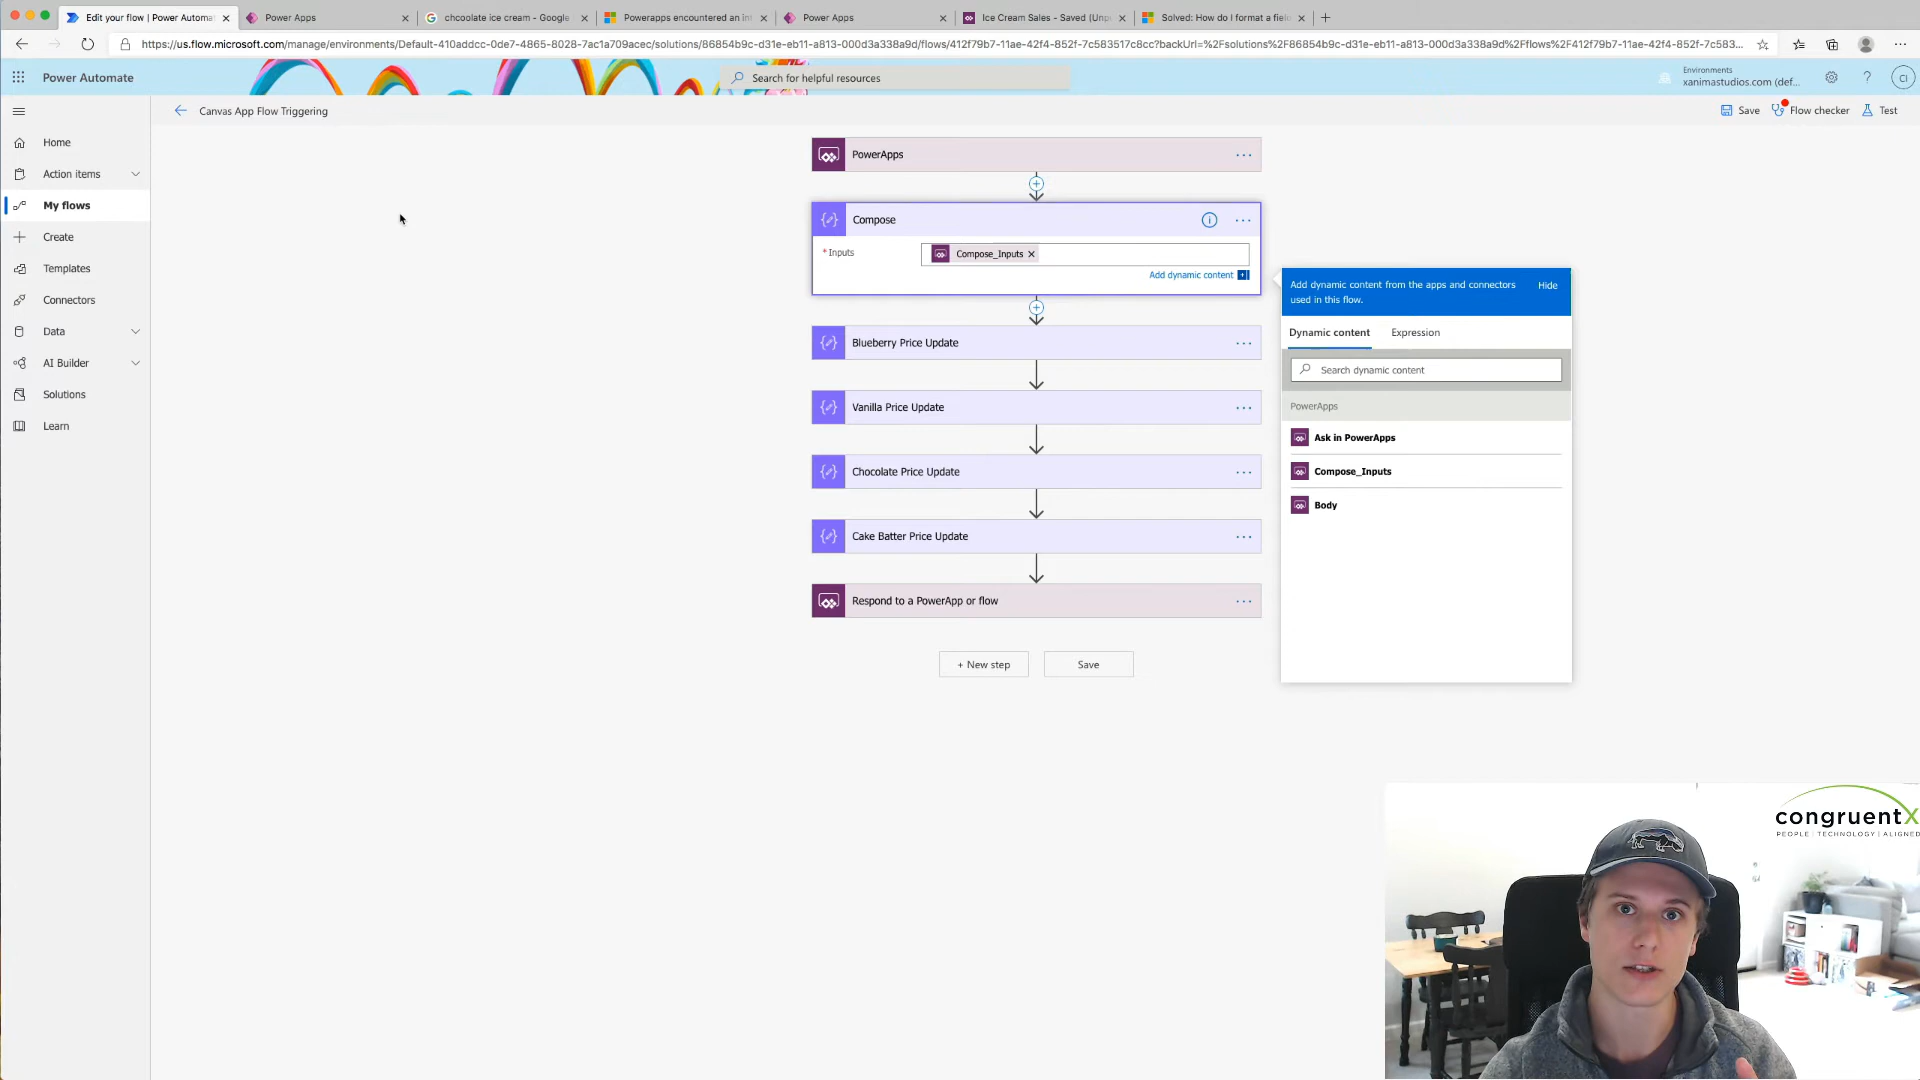 Edit your flow | Power Automat
Power Apps
chcoolate ice cream - Google
Powerapps encountered an in
Power Apps
Ice Cream Sales - Saved (Unpu
Solved: How do I format a fiel
https://us.flow.microsoft.com/manage/environments/Default-410addcc-0de7-4865-8028-7ac1a709acec/solutions/86854b9c-d31e-eb11-a813-000d3a338a9d/flows/412f79b7-11ae-42f4-852f-7c583517c8cc?backUrl=%2Fsolutions%2F86854b9c-d31e-eb11-a813-000d3a338a9d%2Fflows%2F412f79b7-11ae-42f4-852f-7c583...
Power Automate
Search for helpful resources
Environments
xanimastudios.com (def...
?
CI
Canvas App Flow Triggering
Save
Flow checker
Test
Home
Action items
My flows
Create
Templates
Connectors
Data
AI Builder
Solutions
Learn
PowerApps
Compose
* Inputs
Compose_Inputs
Add dynamic content
Blueberry Price Update
Vanilla Price Update
Chocolate Price Update
Cake Batter Price Update
Respond to a PowerApp or flow
+ New step
Save
Add dynamic content from the apps and connectors
used in this flow.
Hide
Dynamic content
Expression
Search dynamic content
PowerApps
Ask in PowerApps
Compose_Inputs
Body
congruentX
PEOPLE | TECHNOLOGY | ALIGNED